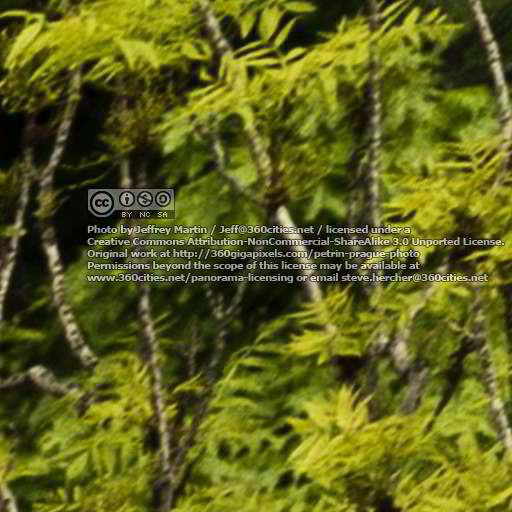 cc
BY NC SA
Photo by Jeffrey Martin / Jeff@360cities.net / licensed under a
Creative Commons Attribution-NonCommercial-ShareAlike 3.0 Unported License.
Original work at http://360gigapixels.com/petrin-prague-photo
Permissions beyond the scope of this license may be available at
www.360cities.net/panorama-licensing or email steve.hercher@360cities.net